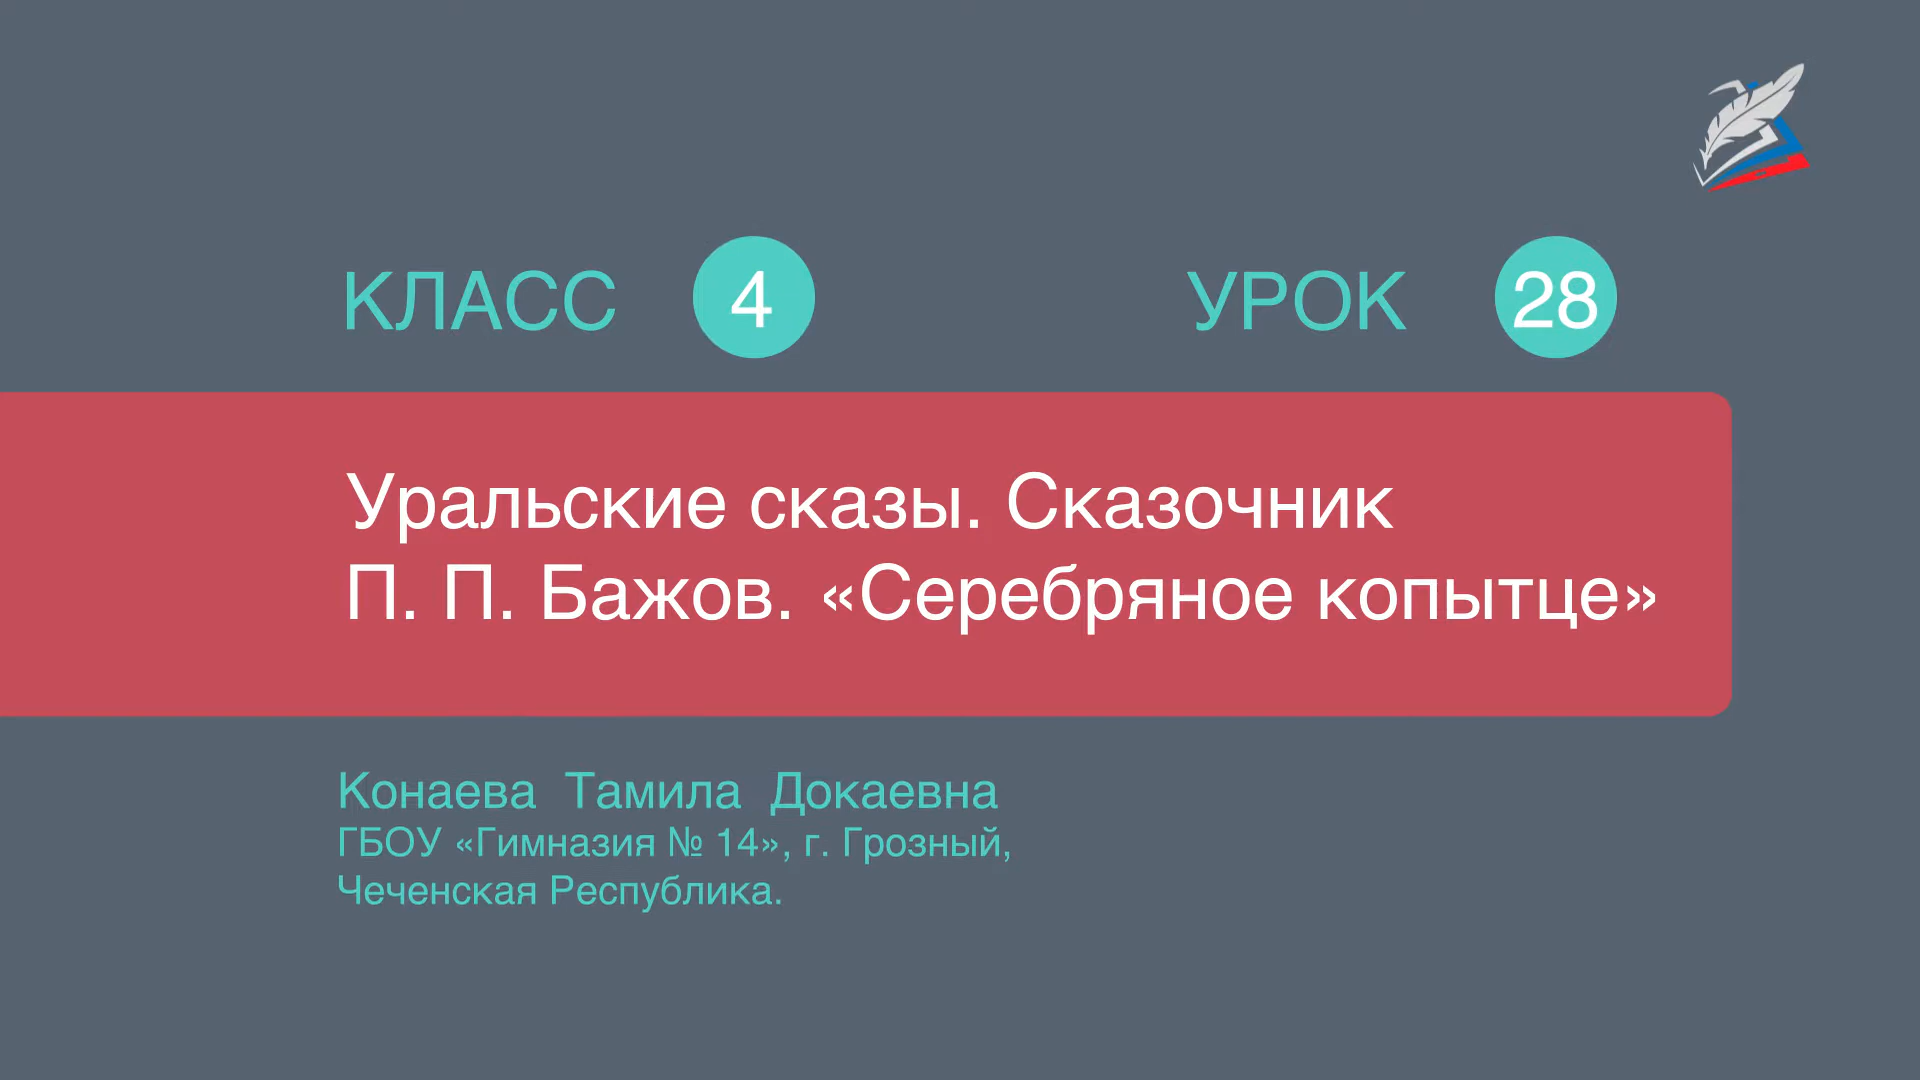 КЛАСС 4 УРОК 28
Уральские сказы. Сказочник
П. П. Бажов. «Серебряное копытце»
Конаева Тамила Докаевна
ГБОУ «Гимназия № 14», г. Грозный,
Чеченская Республика.